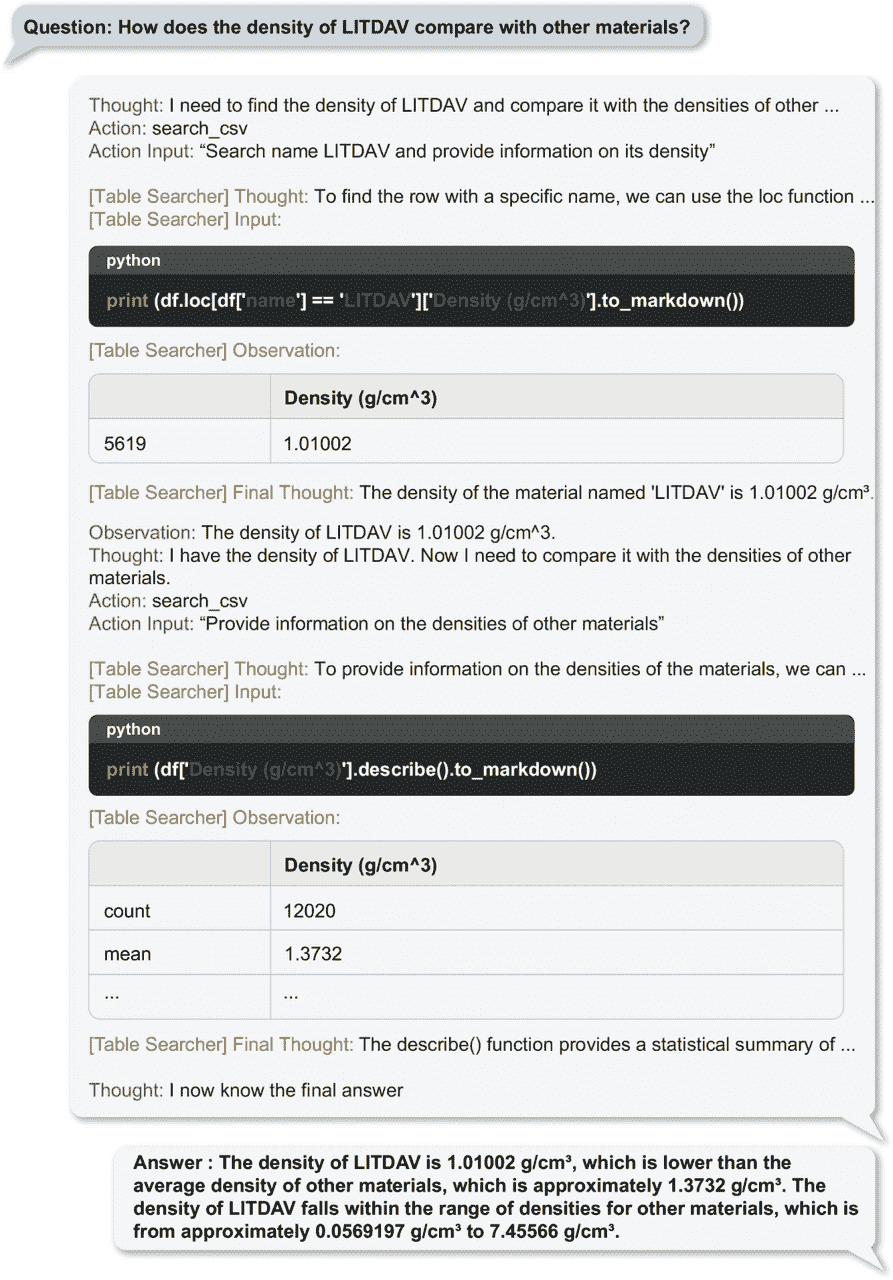 Question: How does the density of LITDAV compare with other materials?
Thought: I need to find the density of LITDAV and compare it with the densities of other ...
Action: search_csv
Action Input: “Search name LITDAV and provide information on its density”
[Table Searcher] Thought: To find the row with a specific name, we can use the loc function ...
[Table Searcher] Input:
python
print (df.loc[df['name'] == 'LITDAV']['Density (g/cm^3)'].to_markdown())
[Table Searcher] Observation:
Density (g/cm^3)
5619 1.01002
[Table Searcher] Final Thought: The density of the material named 'LITDAV' is 1.01002 g/cm³.
Observation: The density of LITDAV is 1.01002 g/cm^3.
Thought: I have the density of LITDAV. Now I need to compare it with the densities of other
materials.
Action: search_csv
Action Input: “Provide information on the densities of other materials”
[Table Searcher] Thought: To provide information on the densities of the materials, we can ...
[Table Searcher] Input:
python
print (df['Density (g/cm^3)'].describe().to_markdown())
[Table Searcher] Observation:
Density (g/cm^3)
count 12020
mean 1.3732
... ...
[Table Searcher] Final Thought: The describe() function provides a statistical summary of ...
Thought: I now know the final answer
Answer : The density of LITDAV is 1.01002 g/cm³, which is lower than the
average density of other materials, which is approximately 1.3732 g/cm³. The
density of LITDAV falls within the range of densities for other materials, which is
from approximately 0.0569197 g/cm³ to 7.45566 g/cm³.